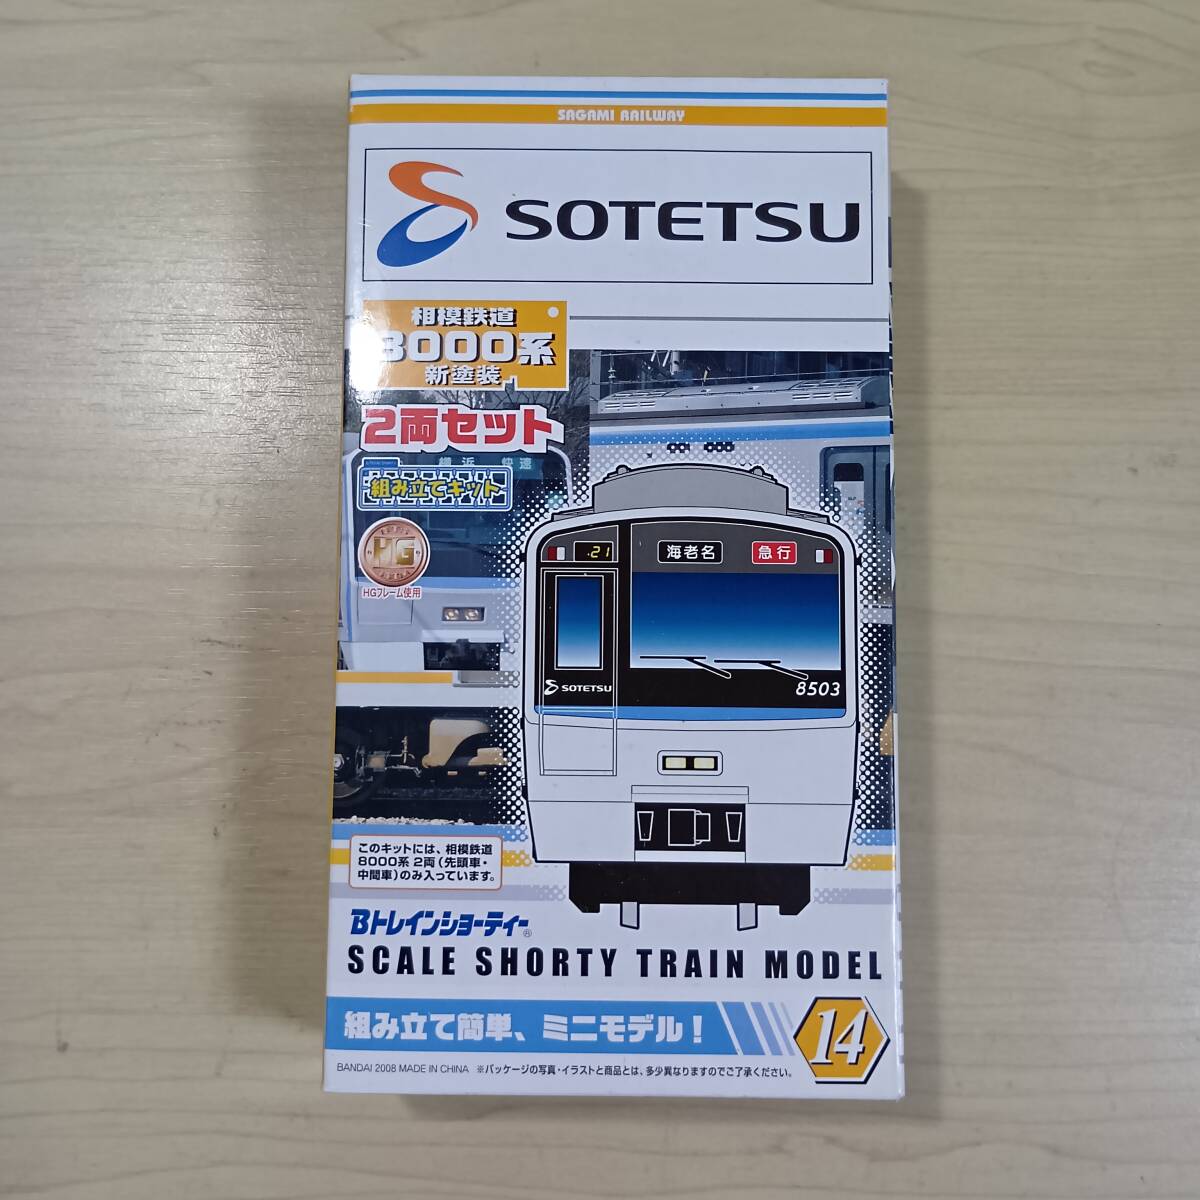 SAGAMI RAILWAY
SOTETSU
相模鉄道
8000系
新塗装
2両セット
横浜 快速
組み立てキット
HG
HGフレーム使用
.21
海老名
急行
SOTETSU
8503
このキットには、相模鉄道
8000系 2両(先頭車・
中間車)のみ入っています。
Bトレインショーティー®
SCALE SHORTY TRAIN MODEL
組み立て簡単、ミニモデル!
14
BANDAI 2008 MADE IN CHINA ※パッケージの写真・イラストと商品とは、多少異なりますのでご了承ください。